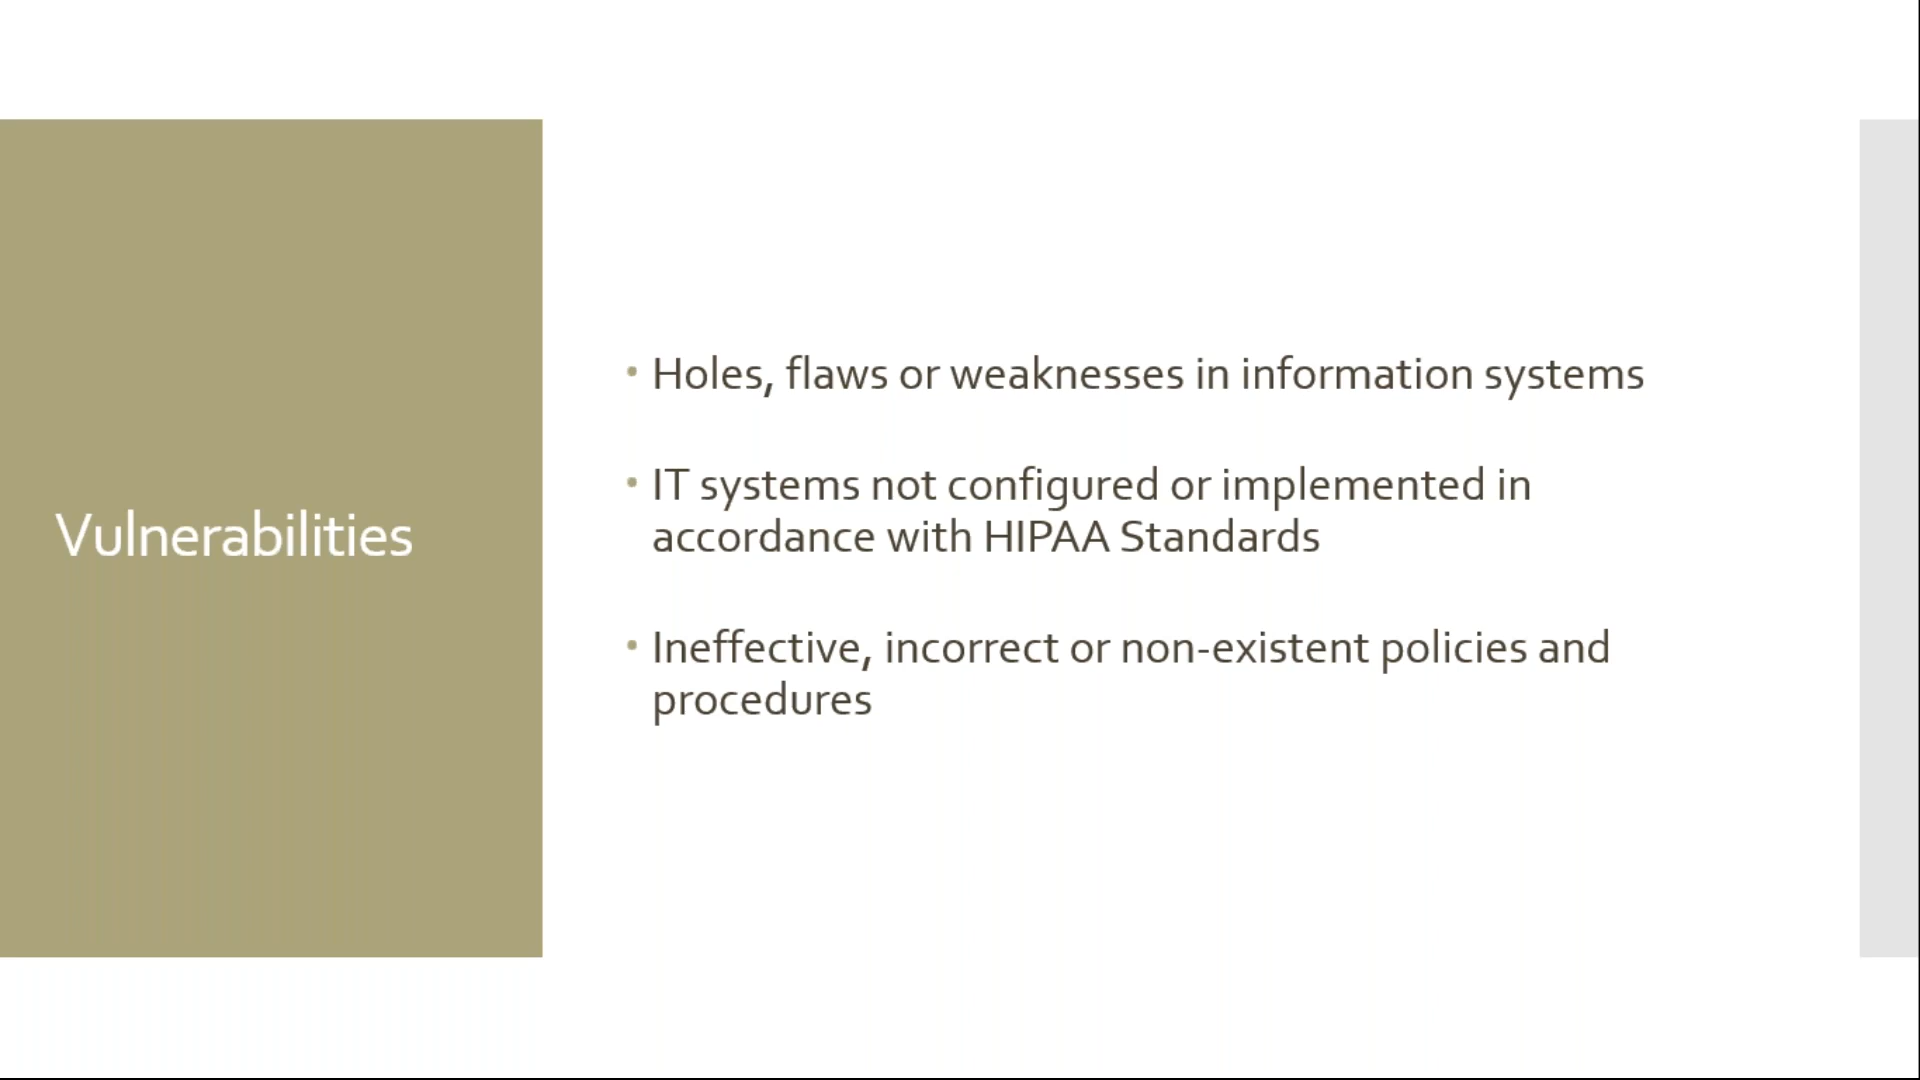 Vulnerabilities
• Holes, flaws or weaknesses in information systems
• IT systems not configured or implemented in
accordance with HIPAA Standards
• Ineffective, incorrect or non-existent policies and
procedures